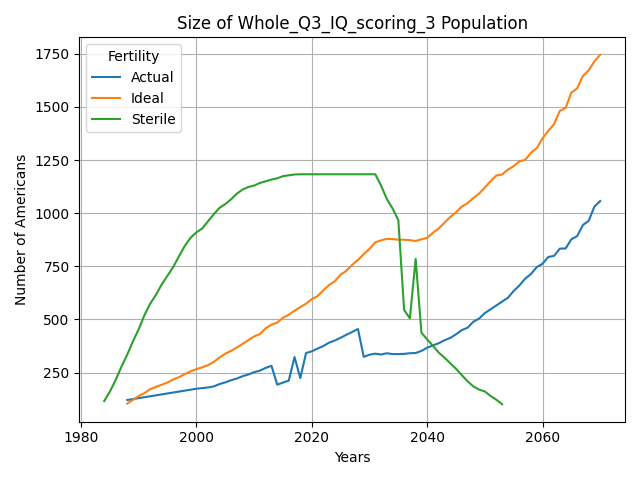 Size of Whole_Q3_IQ_scoring_3 Population
Fertility
Actual
Ideal
Sterile
Number of Americans
1750
1500
1250
1000
750
500
250
1980
2000
2020
2040
2060
Years